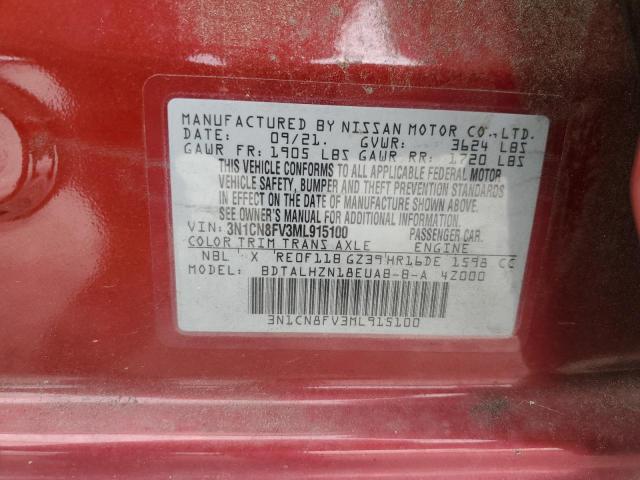 MANUFACTURED BY NISSAN MOTOR CO.,LTD.
DATE: 09/21. GVWR: 3624 LBS
GAWR FR: 1905 LBS GAWR RR: 1720 LBS
THIS VEHICLE CONFORMS TO ALL APPLICABLE FEDERAL MOTOR
VEHICLE SAFETY, BUMPER AND THEFT PREVENTION STANDARDS
IN EFFECT ON THE DATE OF MANUFACTURE SHOWN ABOVE.
SEE OWNER'S MANUAL FOR ADDITIONAL INFORMATION.
VIN: 3N1CN8FV3ML915100 PASSENGER CAR.
COLOR TRIM TRANS AXLE ENGINE
NBL X RE0F11B GZ39 HR16DE 1598 CC
MODEL: BDTALHZN18EUAB-B-A 4Z000
3N1CN8FV3ML915100